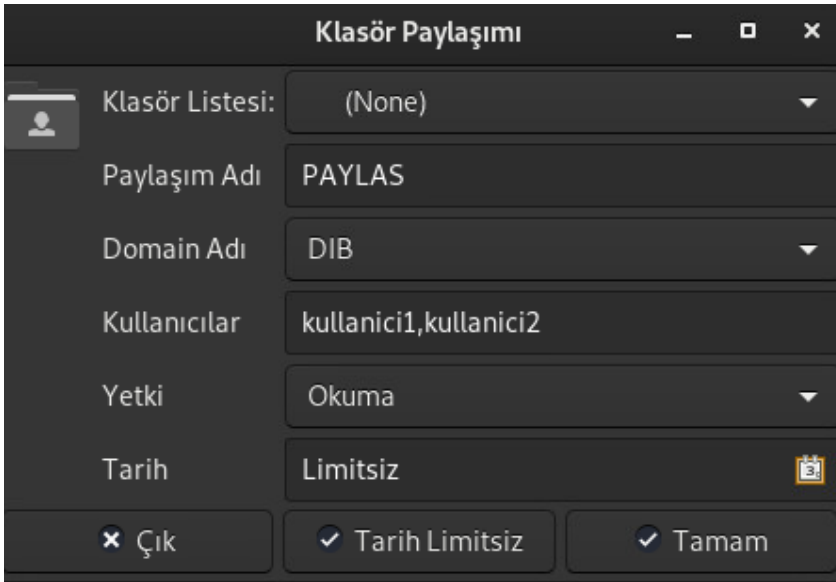 Klasör Paylaşımı
Klasör Listesi: (None)
Paylaşım Adı PAYLAS
Domain Adı DIB
Kullanıcılar kullanici1,kullanici2
Yetki Okuma
Tarih Limitsiz
Çık Tarih Limitsiz Tamam